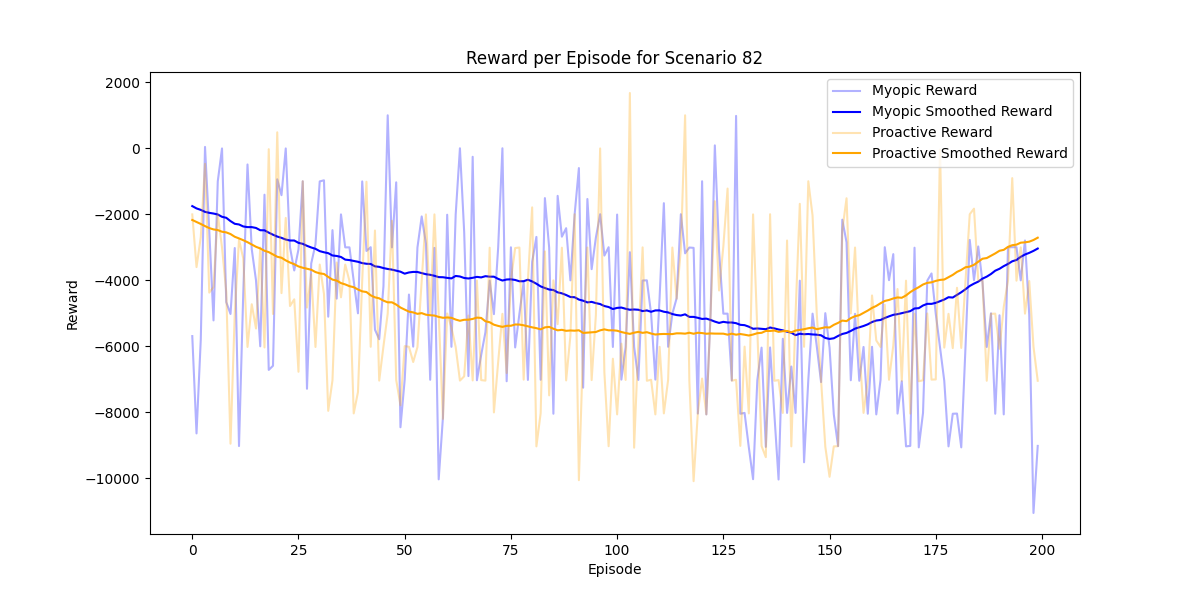 Reward per Episode for Scenario 82
Myopic Reward
Myopic Smoothed Reward
Proactive Reward
Proactive Smoothed Reward
Reward
2000
0
−2000
−4000
−6000
−8000
−10000
0 25 50 75 100 125 150 175 200
Episode